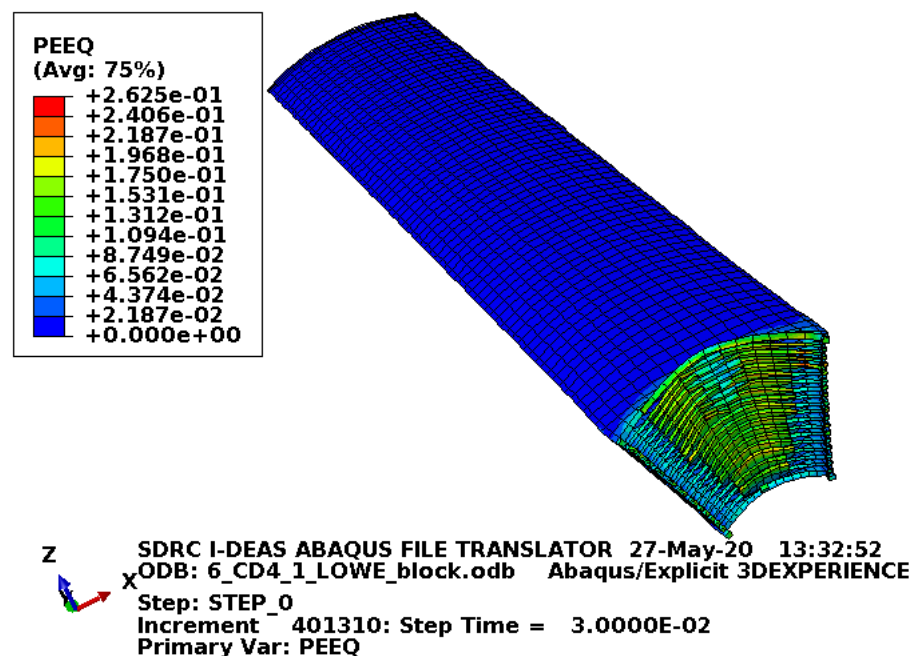 PEEQ
(Avg: 75%)
+2.625e-01
+2.406e-01
+2.187e-01
+1.968e-01
+1.750e-01
+1.531e-01
+1.312e-01
+1.094e-01
+8.749e-02
+6.562e-02
+4.374e-02
+2.187e-02
+0.000e+00
Z
X
SDRC I-DEAS ABAQUS FILE TRANSLATOR 27-May-20 13:32:52
ODB: 6_CD4_1_LOWE_block.odb Abaqus/Explicit 3DEXPERIENCE
Step: STEP_0
Increment 401310: Step Time = 3.0000E-02
Primary Var: PEEQ